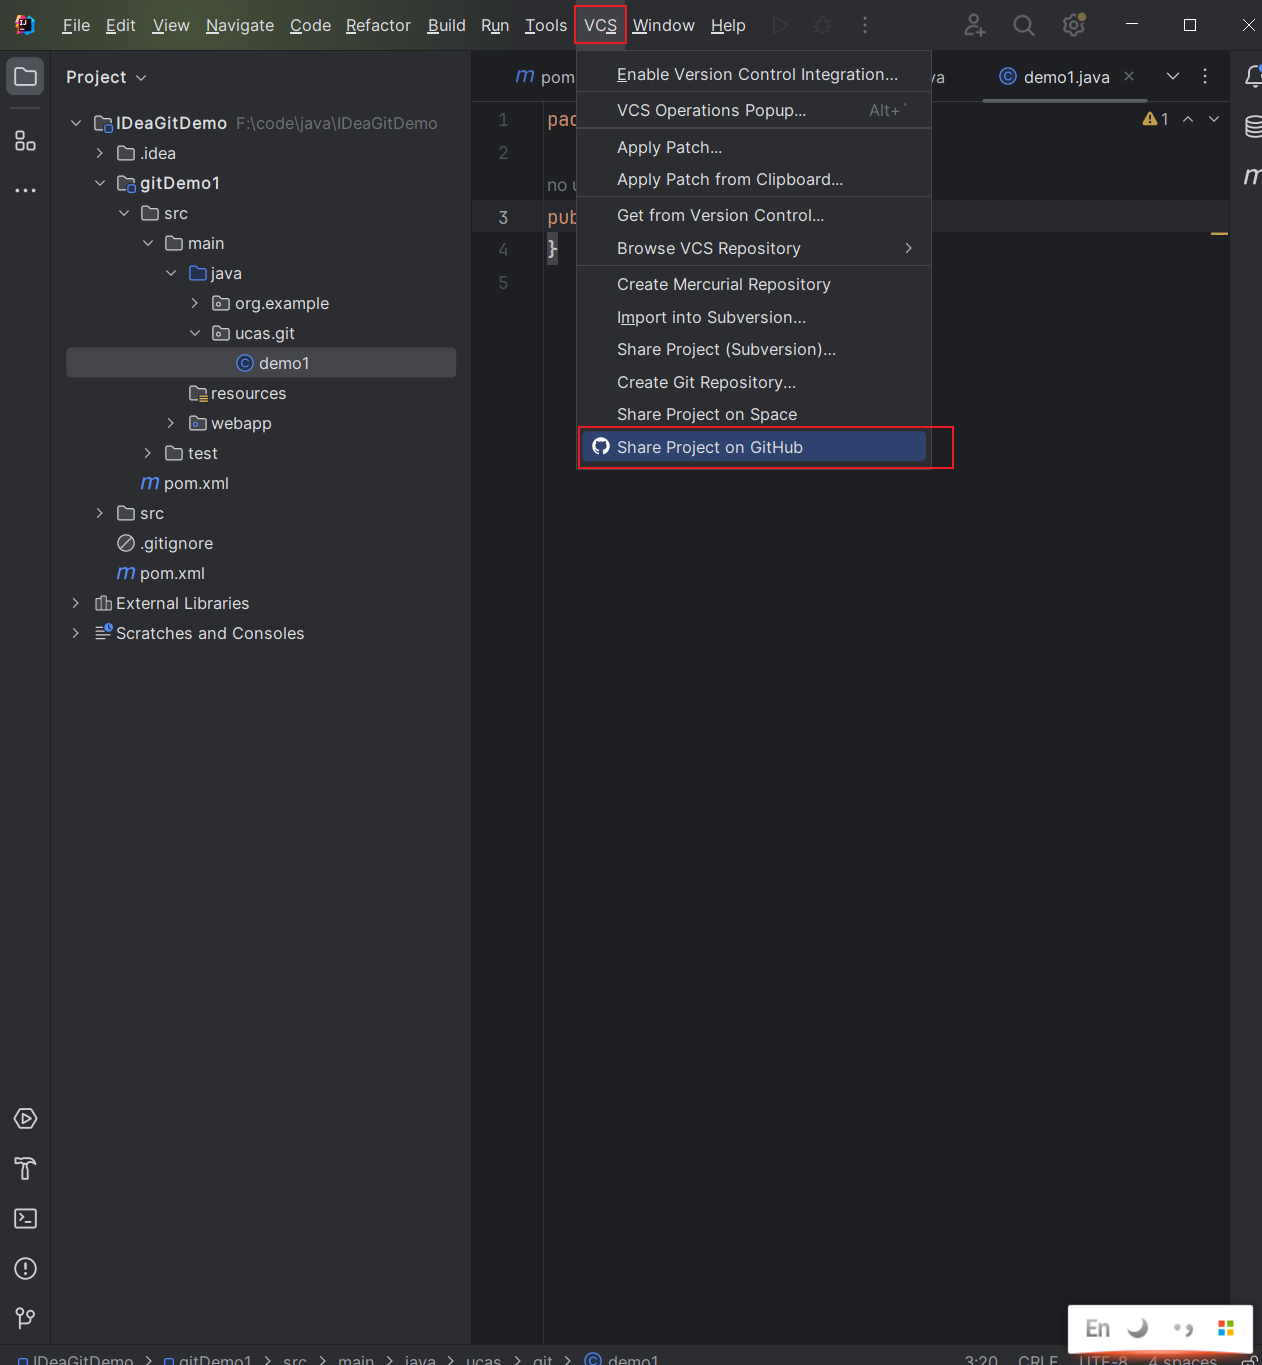 File Edit View Navigate Code Refactor Build Run Tools VCS Window Help
Project
IDeaGitDemo F:\code\java\IDeaGitDemo
.idea
gitDemo1
src
main
java
org.example
ucas.git
demo1
resources
webapp
test
pom.xml
src
.gitignore
pom.xml
External Libraries
Scratches and Consoles
pom
demo1.java
1
2
no
3
4 }
5
1
Enable Version Control Integration...
VCS Operations Popup... Alt+`
Apply Patch...
Apply Patch from Clipboard...
Get from Version Control...
Browse VCS Repository
Create Mercurial Repository
Import into Subversion...
Share Project (Subversion)...
Create Git Repository...
Share Project on Space
Share Project on GitHub
En
IDeaGitDemo > gitDemo1 > src > main > java > ucas > git > demo1
3:20 CRLF UTF-8 4 spaces